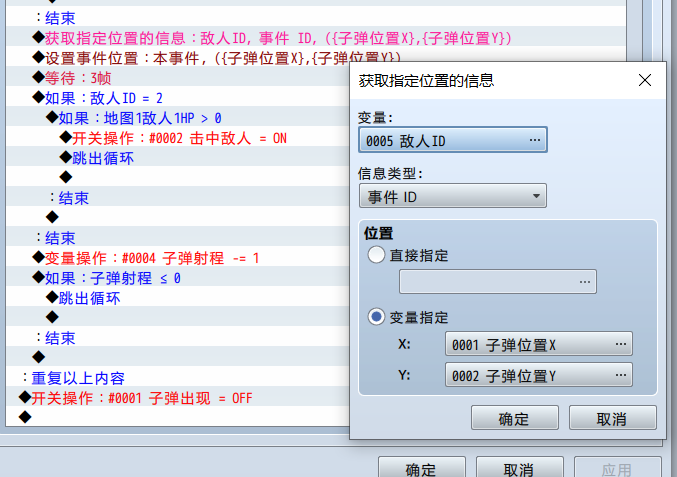 ：结束
◆获取指定位置的信息：敌人ID, 事件 ID, ({子弹位置X},{子弹位置Y})
◆设置事件位置：本事件, ({子弹位置X},{子弹位置Y})
◆等待：3帧
◆如果：敌人ID = 2
◆如果：地图1敌人1HP > 0
◆开关操作：#0002 击中敌人 = ON
◆跳出循环
◆
：结束
◆
：结束
◆变量操作：#0004 子弹射程 -= 1
◆如果：子弹射程 ≤ 0
◆跳出循环
◆
：结束
◆
：重复以上内容
◆开关操作：#0001 子弹出现 = OFF
◆
获取指定位置的信息
变量:
0005 敌人ID ...
信息类型:
事件 ID
位置
直接指定
...
变量指定
X: 0001 子弹位置X ...
Y: 0002 子弹位置Y ...
确定 取消
确定 取消 应用